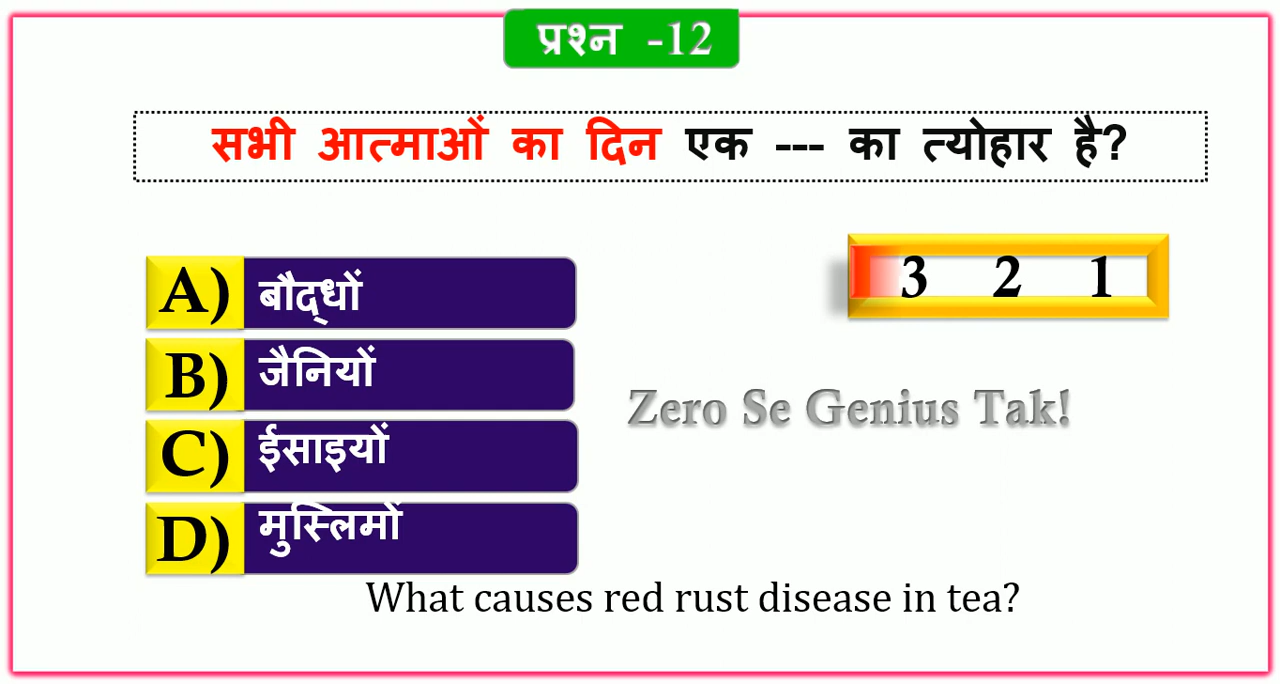 प्रश्न -12
सभी आत्माओं का दिन एक --- का त्योहार है?
3 2 1
A) बौद्धों
B) जैनियों
Zero Se Genius Tak!
C) ईसाइयों
D) मुस्लिमों
What causes red rust disease in tea?